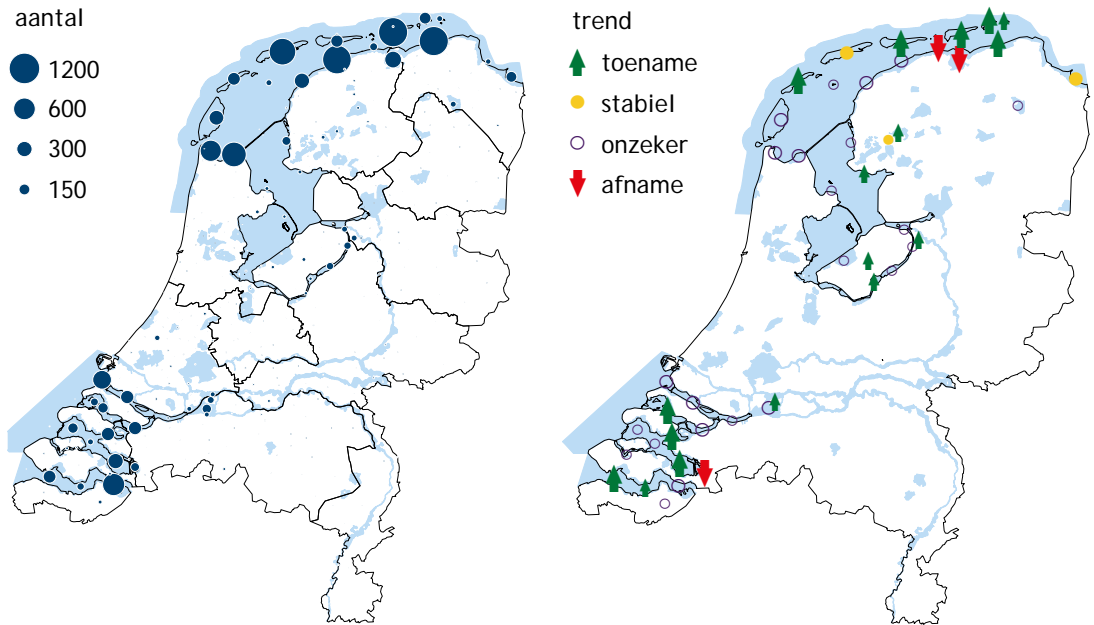 aantal
1200
600
300
150
trend
toename
stabiel
onzeker
afname